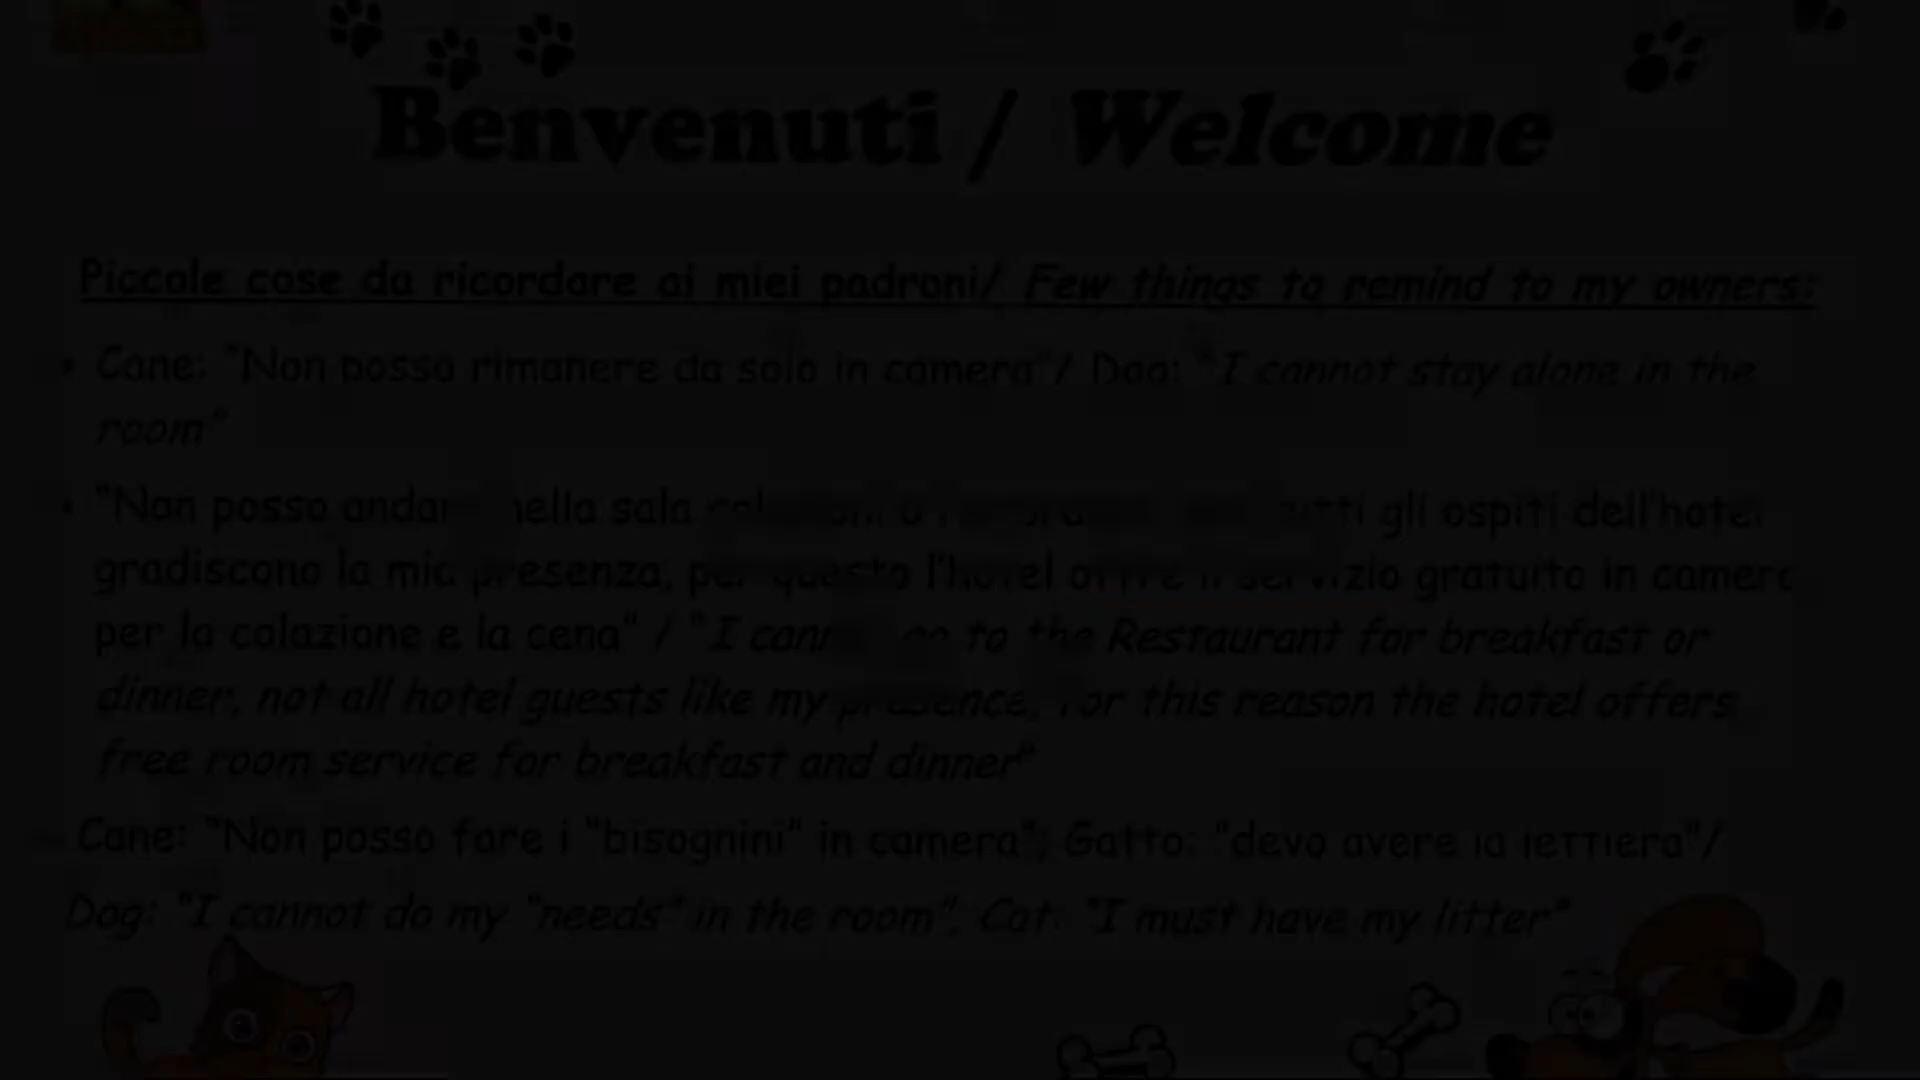 Benvenuti / Welcome
Piccole cose da ricordare ai miei padroni/ Few things to remind to my owners:
• Cane: "Non posso rimanere da solo in camera"/ Dog: "I cannot stay alone in the
room"
• "Non posso nella sala gli ospiti dell'hotel
gradiscono la mia presenza, per questo l'hotel offre il servizio gratuito in camera
per la colazione e la cena" / "I to the Restaurant for breakfast or
dinner, not all hotel guests like my presence, for this reason the hotel offers
free room service for breakfast and dinner"
Cane: "Non posso fare i "bisognini" in camera"; Gatto: "devo avere la lettiera"/
Dog: "I cannot do my "needs" in the room"; Cat: "I must have my litter"